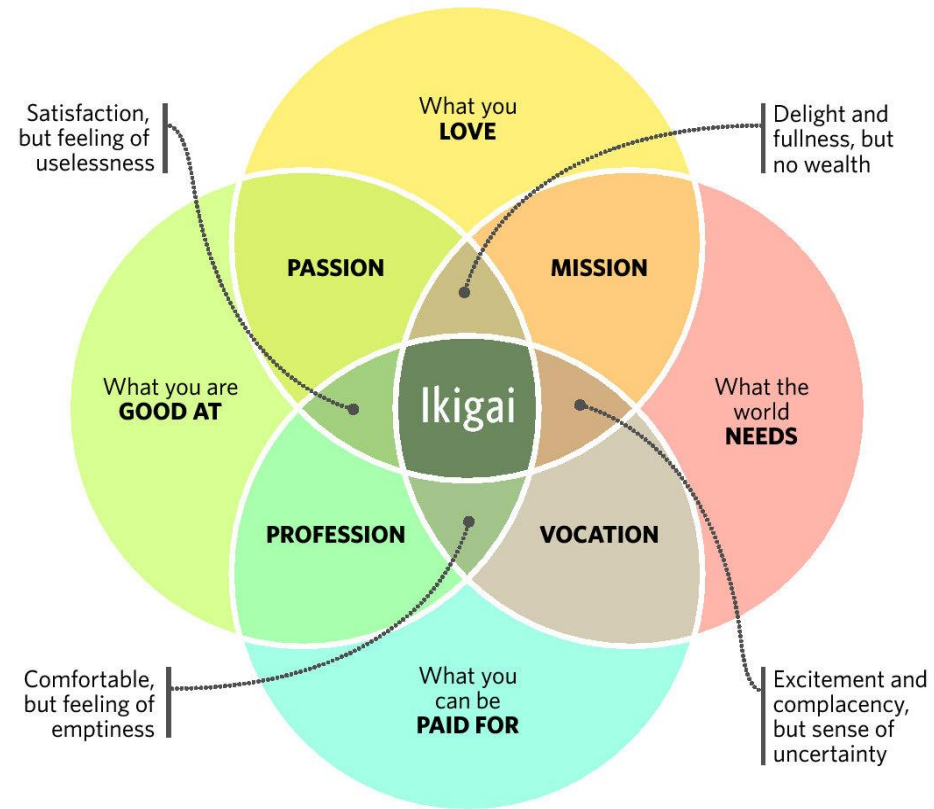 What you
LOVE
Satisfaction,
but feeling of
uselessness
Delight and
fullness, but
no wealth
PASSION
MISSION
What you are
GOOD AT
Ikigai
What the
world
NEEDS
PROFESSION
VOCATION
Comfortable,
but feeling of
emptiness
What you
can be
PAID FOR
Excitement and
complacency,
but sense of
uncertainty